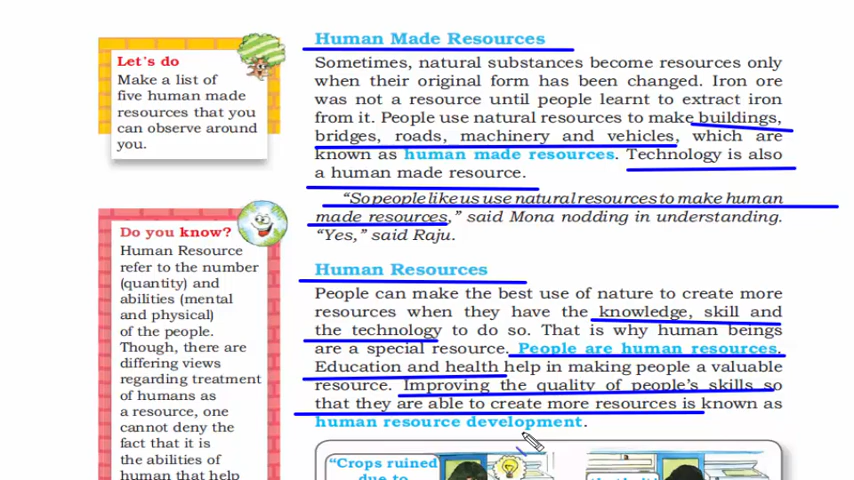 Let's do
Make a list of
five human made
resources that you
can observe around
you.
Do you know?
Human Resource
refer to the number
(quantity) and
abilities (mental
and physical)
of the people.
Though, there are
differing views
regarding treatment
of humans as
a resource, one
cannot deny the
fact that it is
the abilities of
human that help
Human Made Resources
Sometimes, natural substances become resources only
when their original form has been changed. Iron ore
was not a resource until people learnt to extract iron
from it. People use natural resources to make buildings,
bridges, roads, machinery and vehicles, which are
known as human made resources. Technology is also
a human made resource.
“So people like us use natural resources to make human
made resources,” said Mona nodding in understanding.
“Yes,” said Raju.
Human Resources
People can make the best use of nature to create more
resources when they have the knowledge, skill and
the technology to do so. That is why human beings
are a special resource. People are human resources.
Education and health help in making people a valuable
resource. Improving the quality of people’s skills so
that they are able to create more resources is known as
human resource development.
“Crops ruined
due to